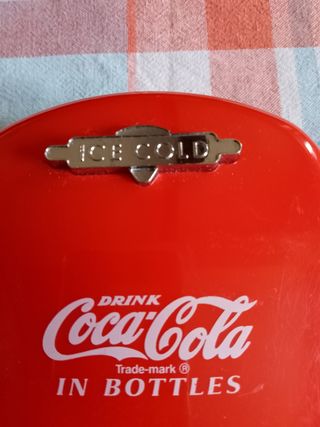 ICE COLD
DRINK
Coca-Cola
Trade-mark ®
IN BOTTLES